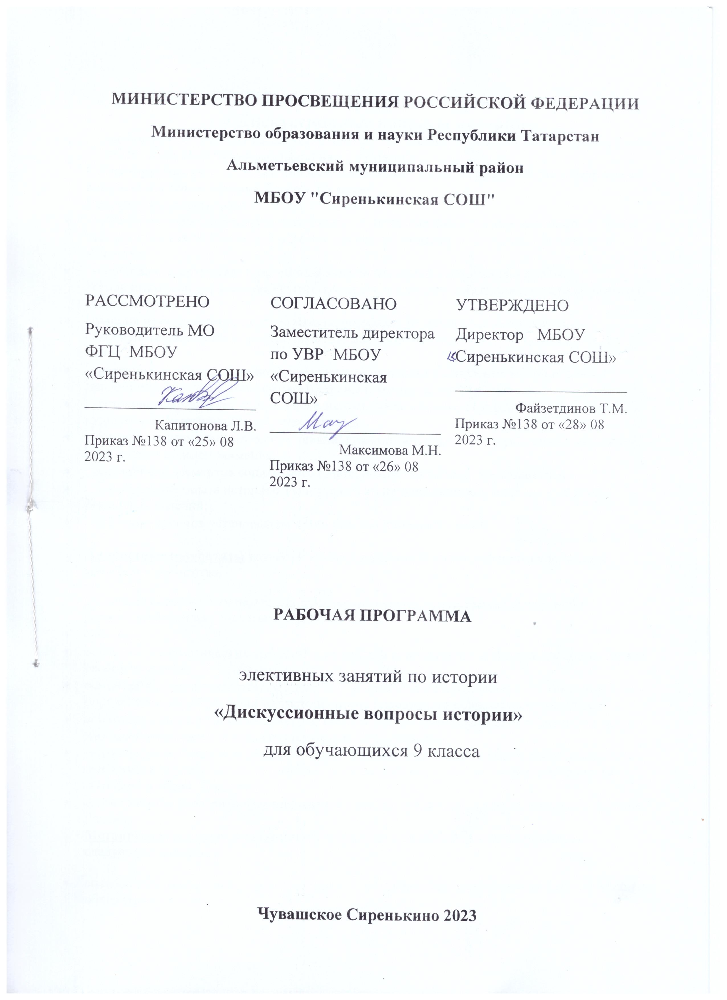 МИНИСТЕРСТВО ПРОСВЕЩЕНИЯ РОССИЙСКОЙ ФЕДЕРАЦИИ
Министерство образования и науки Республики Татарстан
Альметьевский муниципальный район
МБОУ "Сиренькинская СОШ"
РАССМОТРЕНО
Руководитель МО
ФГЦ МБОУ
«Сиренькинская СОШ»
Капитонова Л.В.
Приказ №138 от «25» 08
2023 г.
СОГЛАСОВАНО
Заместитель директора
по УВР МБОУ
«Сиренькинская
СОШ»
Максимова М.Н.
Приказ №138 от «26» 08
2023 г.
УТВЕРЖДЕНО
Директор МБОУ
«Сиренькинская СОШ»
Файзетдинов Т.М.
Приказ №138 от «28» 08
2023 г.
РАБОЧАЯ ПРОГРАММА
элективных занятий по истории
«Дискуссионные вопросы истории»
для обучающихся 9 класса
Чувашское Сиренькино 2023